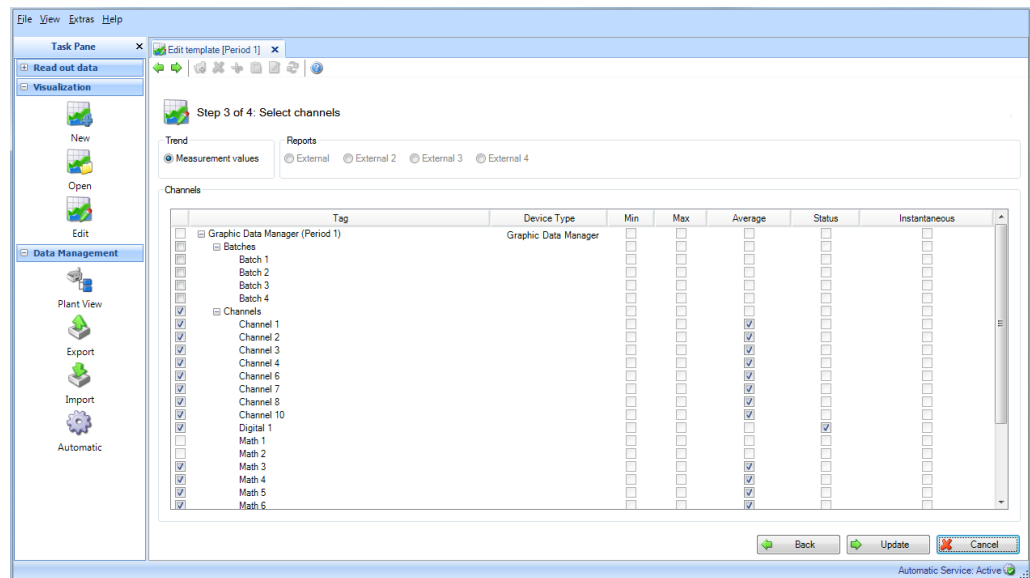 File View Extras Help
Task Pane
Edit template [Period 1]
Read out data
Visualization
New
Open
Edit
Data Management
Plant View
Export
Import
Automatic
Step 3 of 4: Select channels
Trend
Measurement values
Reports
External External 2 External 3 External 4
Channels
Tag Device Type Min Max Average Status Instantaneous
Graphic Data Manager (Period 1) Graphic Data Manager
Batches
Batch 1
Batch 2
Batch 3
Batch 4
Channels
Channel 1
Channel 2
Channel 3
Channel 4
Channel 6
Channel 7
Channel 8
Channel 10
Digital 1
Math 1
Math 2
Math 3
Math 4
Math 5
Math 6
Back Update Cancel
Automatic Service: Active